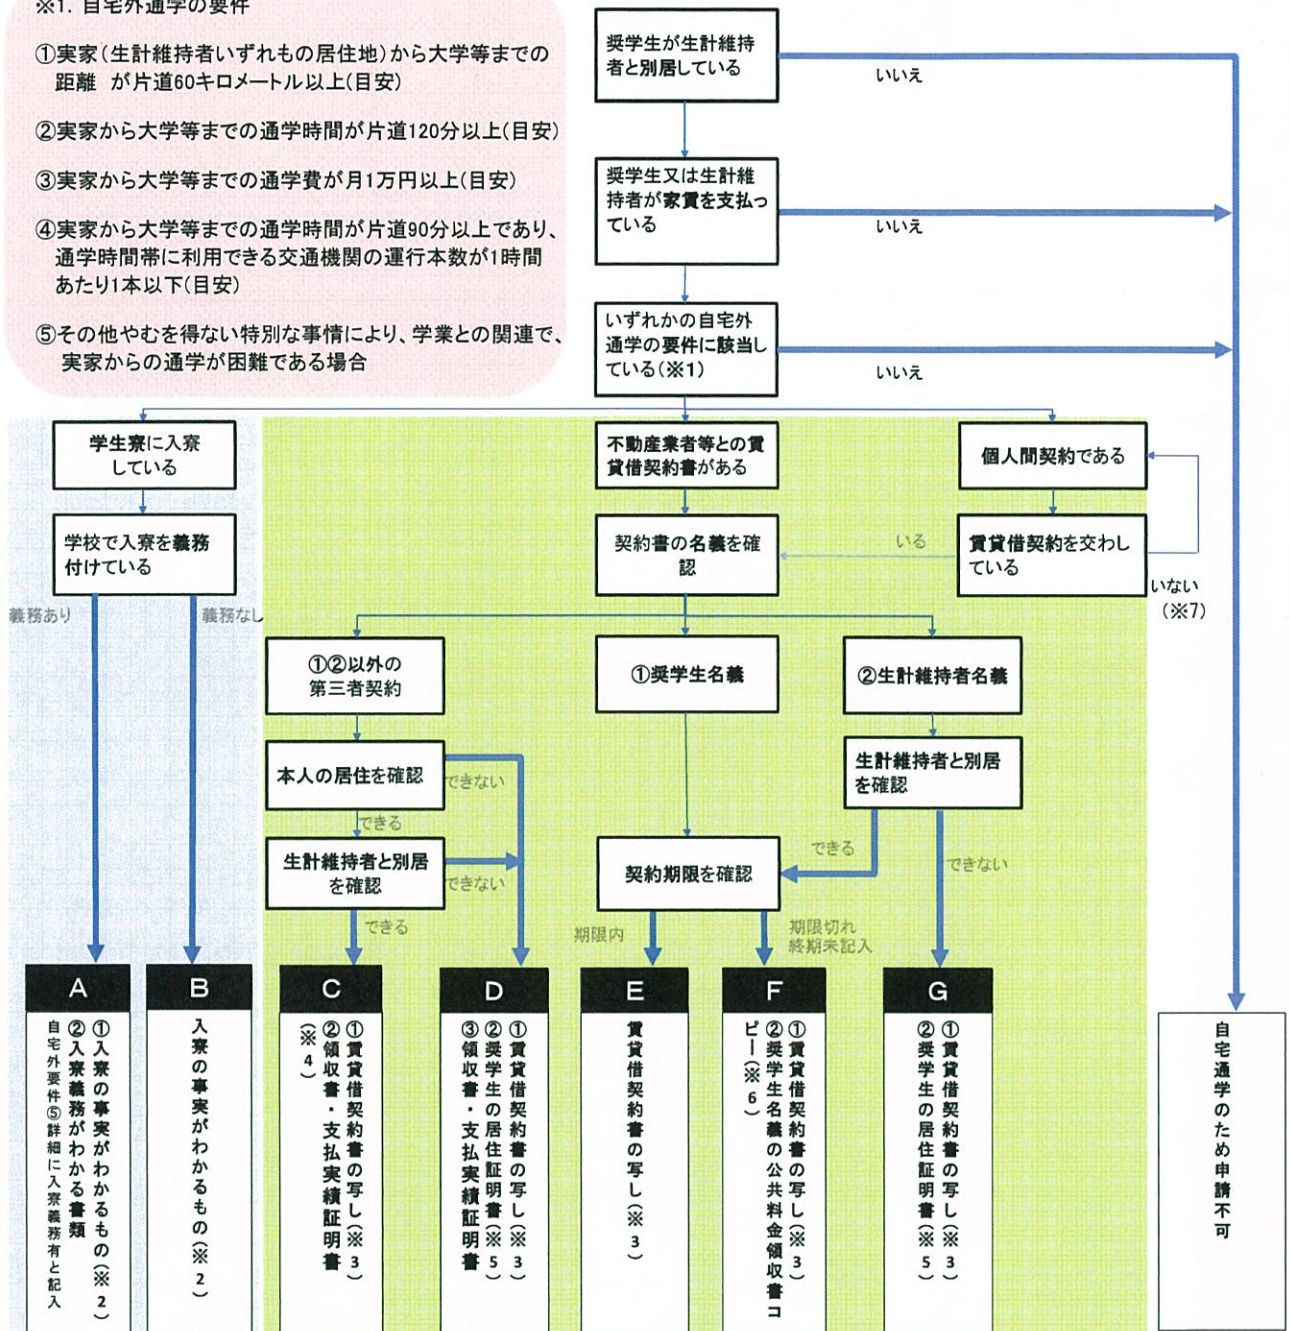 ※1. 自宅外通学の要件
①実家(生計維持者いずれもの居住地)から大学等までの
距離 が片道60キロメートル以上(目安)
②実家から大学等までの通学時間が片道120分以上(目安)
③実家から大学等までの通学費が月1万円以上(目安)
④実家から大学等までの通学時間が片道90分以上であり、
通学時間帯に利用できる交通機関の運行本数が1時間
あたり1本以下(目安)
⑤その他やむを得ない特別な事情により、学業との関連で、
実家からの通学が困難である場合
奨学生が生計維持
者と別居している
いいえ
奨学生又は生計維
持者が家賃を支払っ
ている
いいえ
いずれかの自宅外
通学の要件に該当し
ている(※1)
いいえ
学生寮に入寮
している
不動産業者等との賃
貸借契約書がある
個人間契約である
学校で入寮を義務
付けている
契約書の名義を確
認
いる
賃貸借契約を交わし
ている
いない
(※7)
義務あり
義務なし
①②以外の
第三者契約
①奨学生名義
②生計維持者名義
本人の居住を確認
できない
できる
生計維持者と別居
を確認
生計維持者と別居
を確認
できない
できる
契約期限を確認
できる
できない
期限内
期限切れ
終期未記入
A
①入寮の事実がわかるもの(※2)
②入寮義務がわかる書類
自宅外要件⑤詳細に入寮義務有と記入
B
入寮の事実がわかるもの(※2)
C
①賃貸借契約書の写し(※3)
②領収書・支払実績証明書
(※4)
D
①賃貸借契約書の写し(※3)
②奨学生の居住証明書(※5)
③領収書・支払実績証明書
E
賃貸借契約書の写し(※3)
F
①賃貸借契約書の写し(※3)
②奨学生名義の公共料金領収書コ
ピー(※6)
G
①賃貸借契約書の写し(※3)
②奨学生の居住証明書(※5)
自宅通学のため申請不可